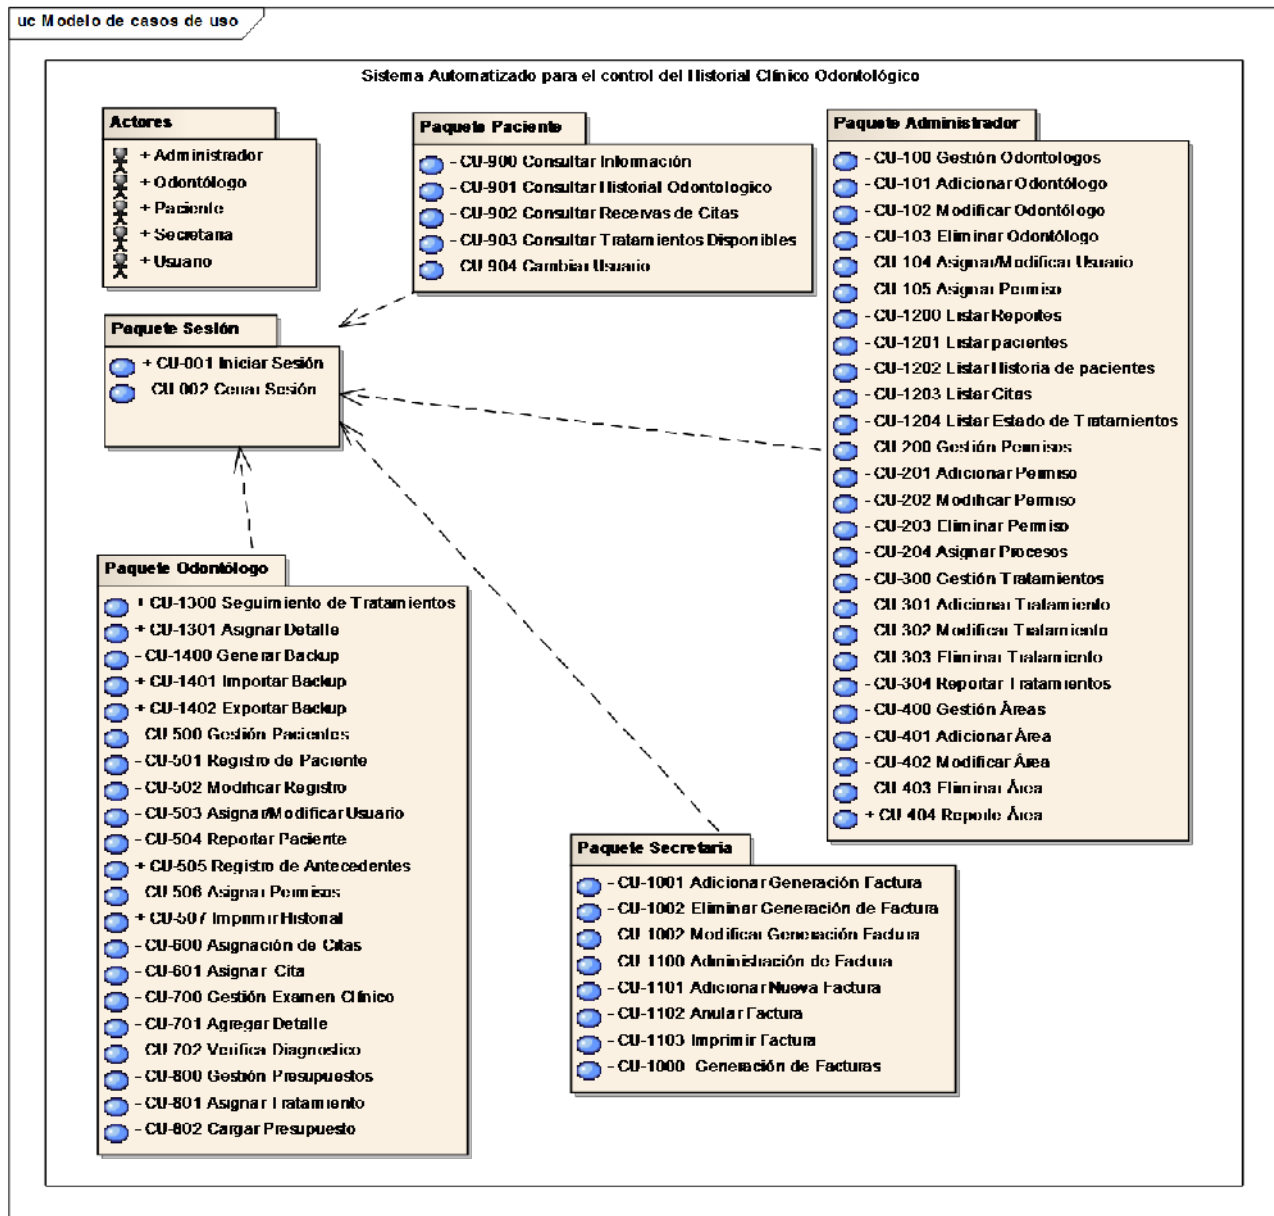 uc Modelo de casos de uso
Sistema Automatizado para el control del Historial Clínico Odontológico
Actores
+ Administrador
+ Odontólogo
+ Paciente
+ Secretaria
+ Usuario
Paquete Paciente
- CU-900 Consultar Información
- CU-901 Consultar Historial Odontologico
- CU-902 Consultar Recervas de Citas
- CU-903 Consultar Tratamientos Disponibles
CU-904 Cambiar Usuario
Paquete Administrador
- CU-100 Gestión Odontologos
- CU-101 Adicionar Odontólogo
- CU-102 Modificar Odontólogo
- CU-103 Eliminar Odontólogo
CU 104 Asignar/Modificar Usuario
CU 105 Asignar Permiso
- CU-1200 Listar Reportes
- CU-1201 Listar pacientes
- CU-1202 Listar Historia de pacientes
- CU-1203 Listar Citas
- CU-1204 Listar Estado de Tratamientos
CU 200 Gestión Permisos
- CU-201 Adicionar Permiso
- CU-202 Modificar Permiso
- CU-203 Eliminar Permiso
- CU-204 Asignar Procesos
- CU-300 Gestión Tratamientos
CU 301 Adicionar Tratamiento
CU 302 Modificar Tratamiento
CU 303 Eliminar Tratamiento
- CU-304 Reportar Tratamientos
- CU-400 Gestión Áreas
- CU-401 Adicionar Área
- CU-402 Modificar Área
CU 403 Eliminar Área
+ CU 404 Reporte Área
Paquete Sesión
+ CU-001 Iniciar Sesión
CU 002 Cerrar Sesión
Paquete Odontólogo
+ CU-1300 Seguimiento de Tratamientos
+ CU-1301 Asignar Detalle
- CU-1400 Generar Backup
+ CU-1401 Importar Backup
+ CU-1402 Exportar Backup
CU 500 Gestión Pacientes
- CU-501 Registro de Paciente
- CU-502 Modificar Registro
- CU-503 Asignar/Modificar Usuario
- CU-504 Reportar Paciente
+ CU-505 Registro de Antecedentes
CU 506 Asignar Permisos
+ CU-507 Imprimir Historial
- CU-600 Asignación de Citas
- CU-601 Asignar Cita
- CU-700 Gestión Examen Clínico
- CU-701 Agregar Detalle
CU 702 Verifica Diagnostico
- CU-800 Gestión Presupuestos
- CU-801 Asignar Tratamiento
- CU-802 Cargar Presupuesto
Paquete Secretaria
- CU-1001 Adicionar Generación Factura
- CU-1002 Eliminar Generación de Factura
CU 1002 Modificar Generación Factura
CU 1100 Administración de Factura
- CU-1101 Adicionar Nueva Factura
- CU-1102 Anular Factura
- CU-1103 Imprimir Factura
- CU-1000 Generación de Facturas